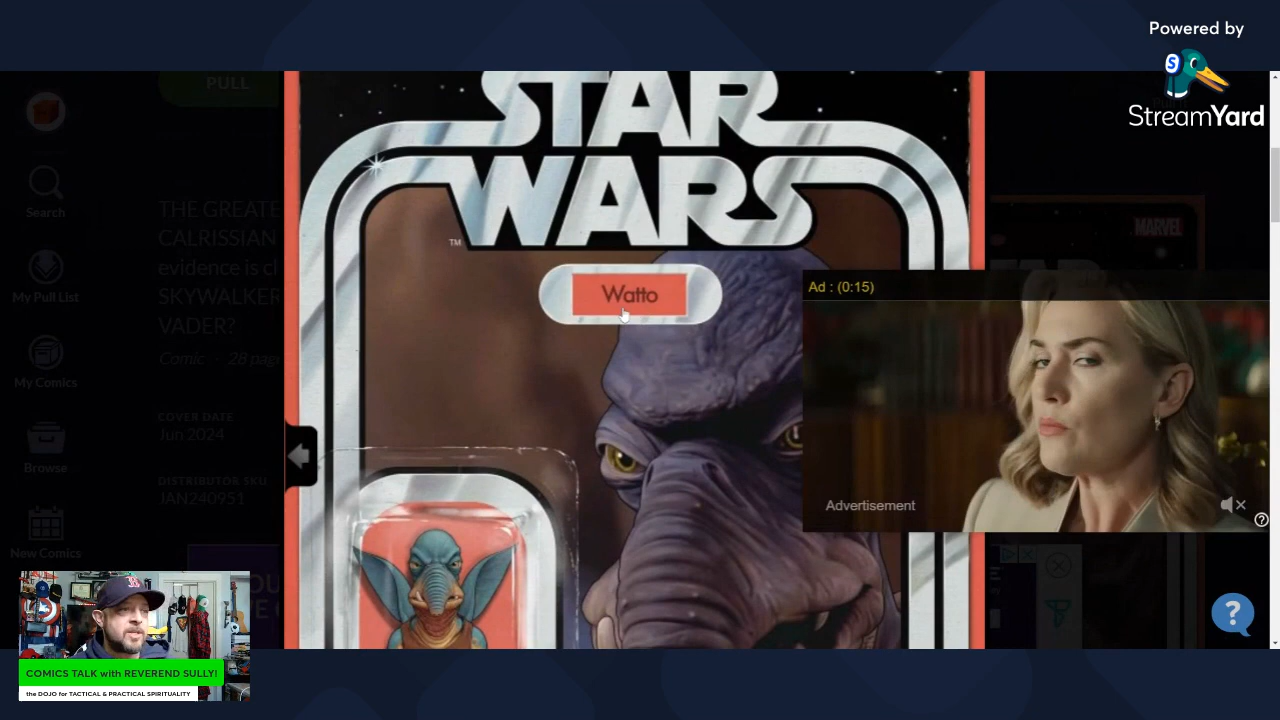 Powered by
StreamYard
PULL
STAR
WARS
TM
Watto
MARVEL
Search
My Pull List
My Comics
Browse
New Comics
THE GREATE
CALRISSIAN
evidence is cl
SKYWALKER
VADER?
Comic · 28 page
COVER DATE
Jun 2024
DISTRIBUTOR SKU
JAN240951
Ad : (0:15)
Advertisement
?
COMICS TALK with REVEREND SULLY!
the DOJO for TACTICAL & PRACTICAL SPIRITUALITY